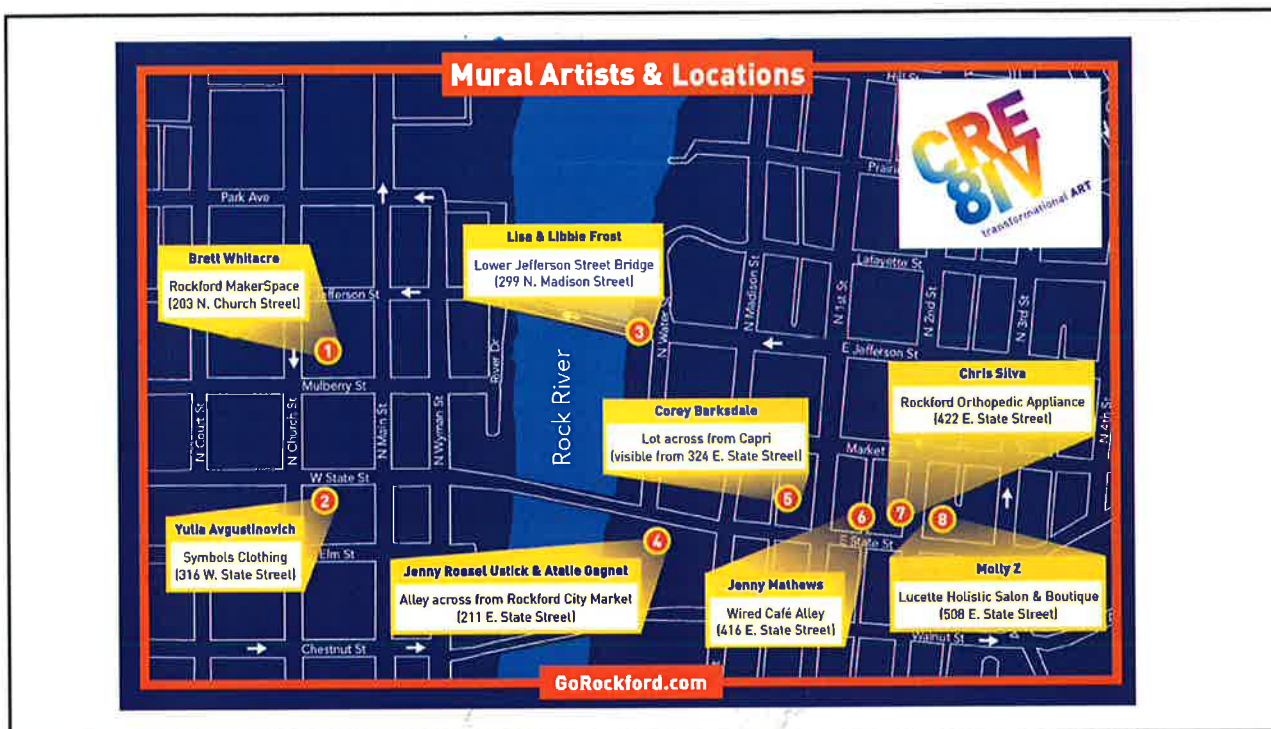 Mural Artists & Locations
Hill St
CRE
8IV
transformational ART
Prairie
Park Ave
Lisa & Libbie Frost
Lower Jefferson Street Bridge
(299 N. Madison Street)
Brett Whitacre
Rockford MakerSpace
(203 N. Church Street)
Lafayette St
Jefferson St
N Madison St
N 1st St
N 2nd St
N 3rd St
3
N Water St
1
River Dr
E Jefferson St
Mulberry St
Chris Silva
Rockford Orthopedic Appliance
(422 E. State Street)
Rock River
Corey Barksdale
Lot across from Capri
(visible from 324 E. State Street)
N Court St
N Church St
N Main St
N Wyman St
N 4th St
Market
W State St
2
5
6
7
8
Yulia Avgustinovich
Symbols Clothing
(316 W. State Street)
Elm St
4
E State St
Jenny Roesel Ustick & Atalie Gagnet
Alley across from Rockford City Market
(211 E. State Street)
Jenny Mathews
Wired Café Alley
(416 E. State Street)
Molly Z
Lucette Holistic Salon & Boutique
(508 E. State Street)
Walnut St
Chestnut St
N
GoRockford.com